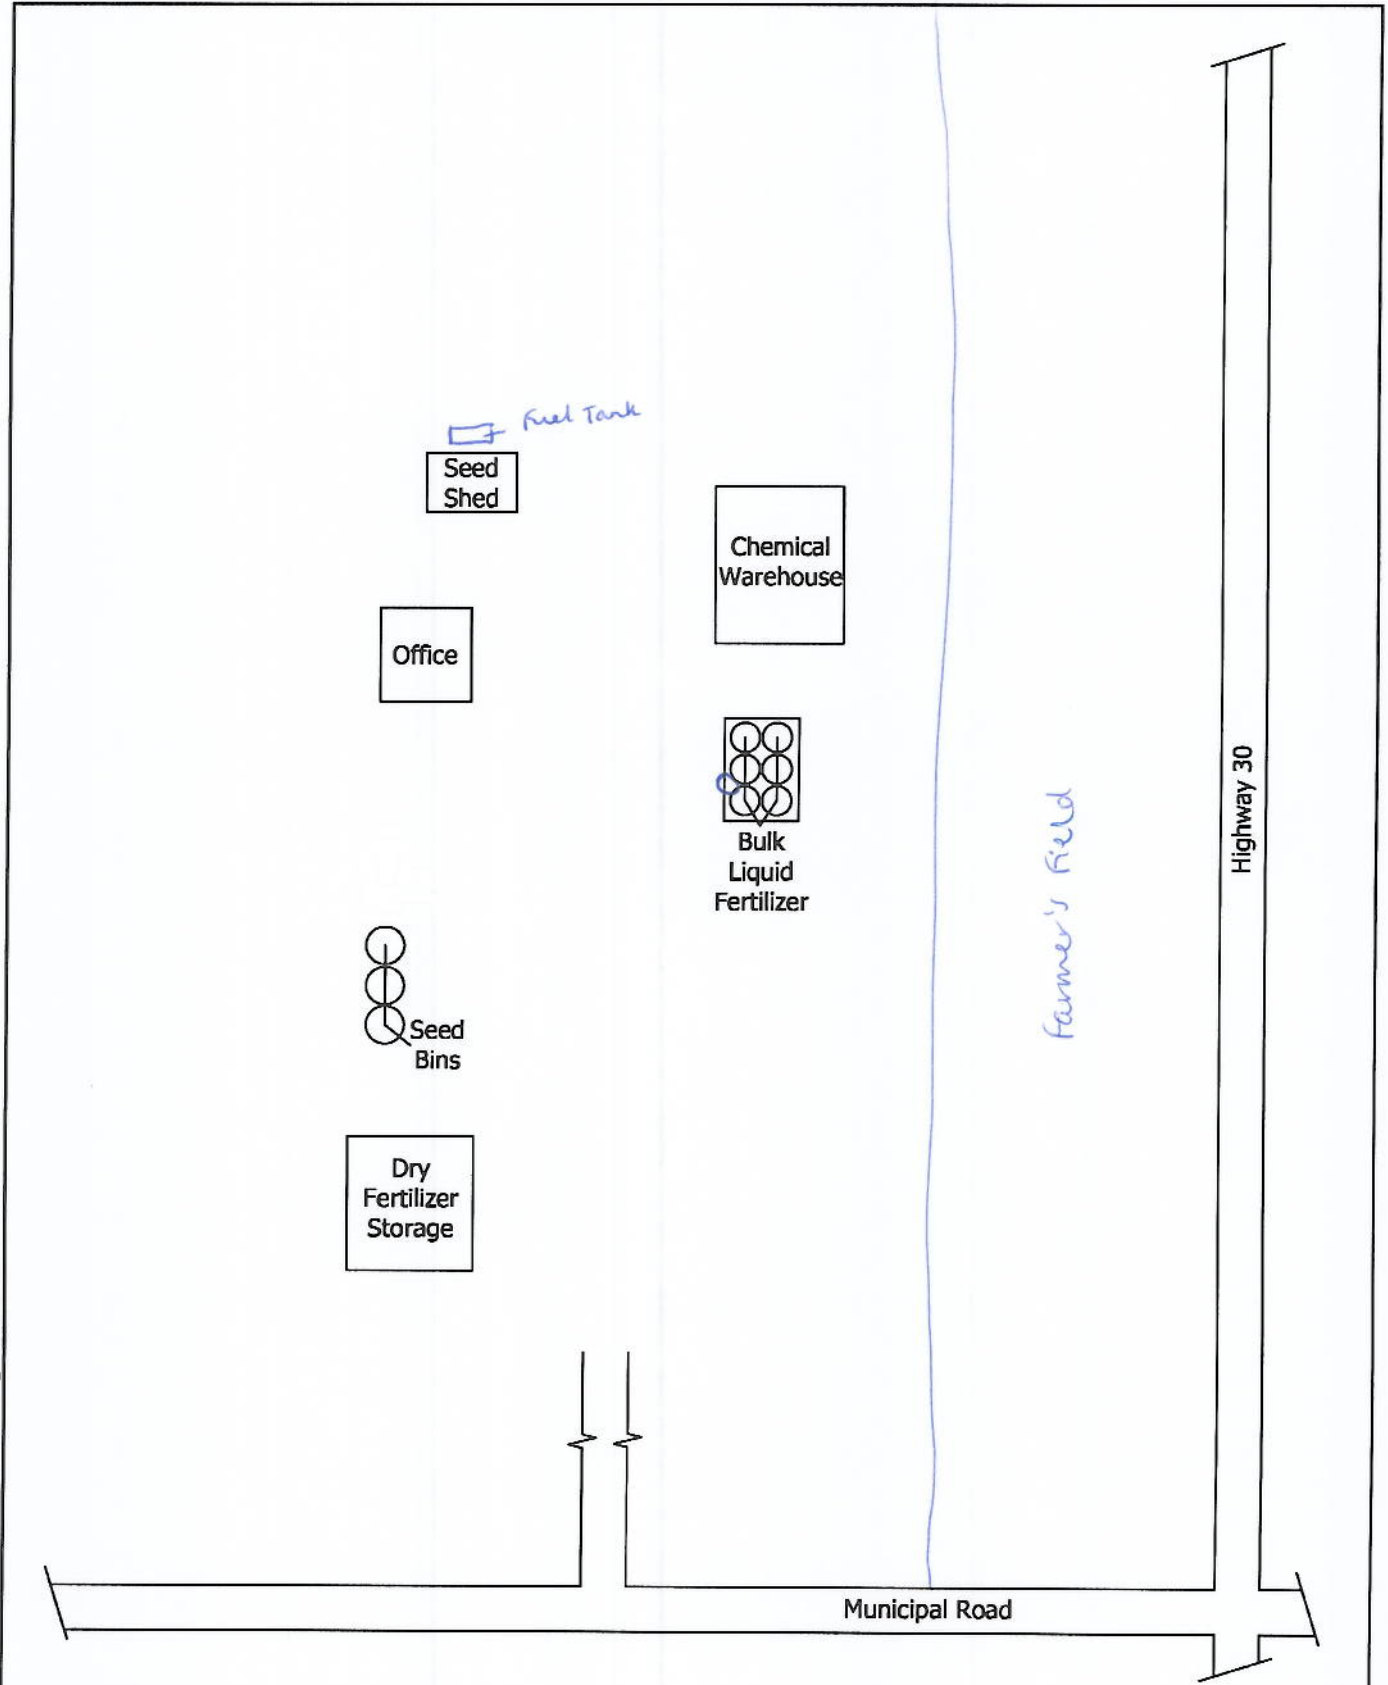 Fuel Tank
Seed
Shed
Chemical
Warehouse
Office
Highway 30
Farmer's Field
Bulk
Liquid
Fertilizer
Seed
Bins
Dry
Fertilizer
Storage
Municipal Road